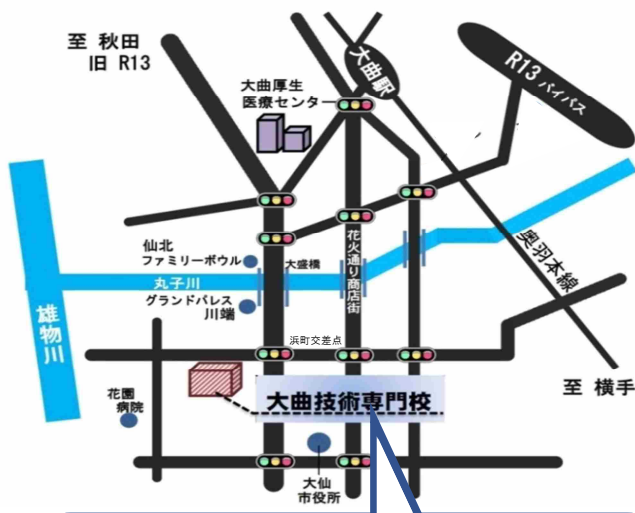 至 秋田
旧 R13
大曲駅
R13 バイパス
大曲厚生
医療センター
仙北
ファミリーボウル
大盛橋
花火通り商店街
奥羽本線
丸子川
グランドパレス
川端
雄物川
浜町交差点
至 横手
花園
病院
大曲技術専門校
大仙
市役所